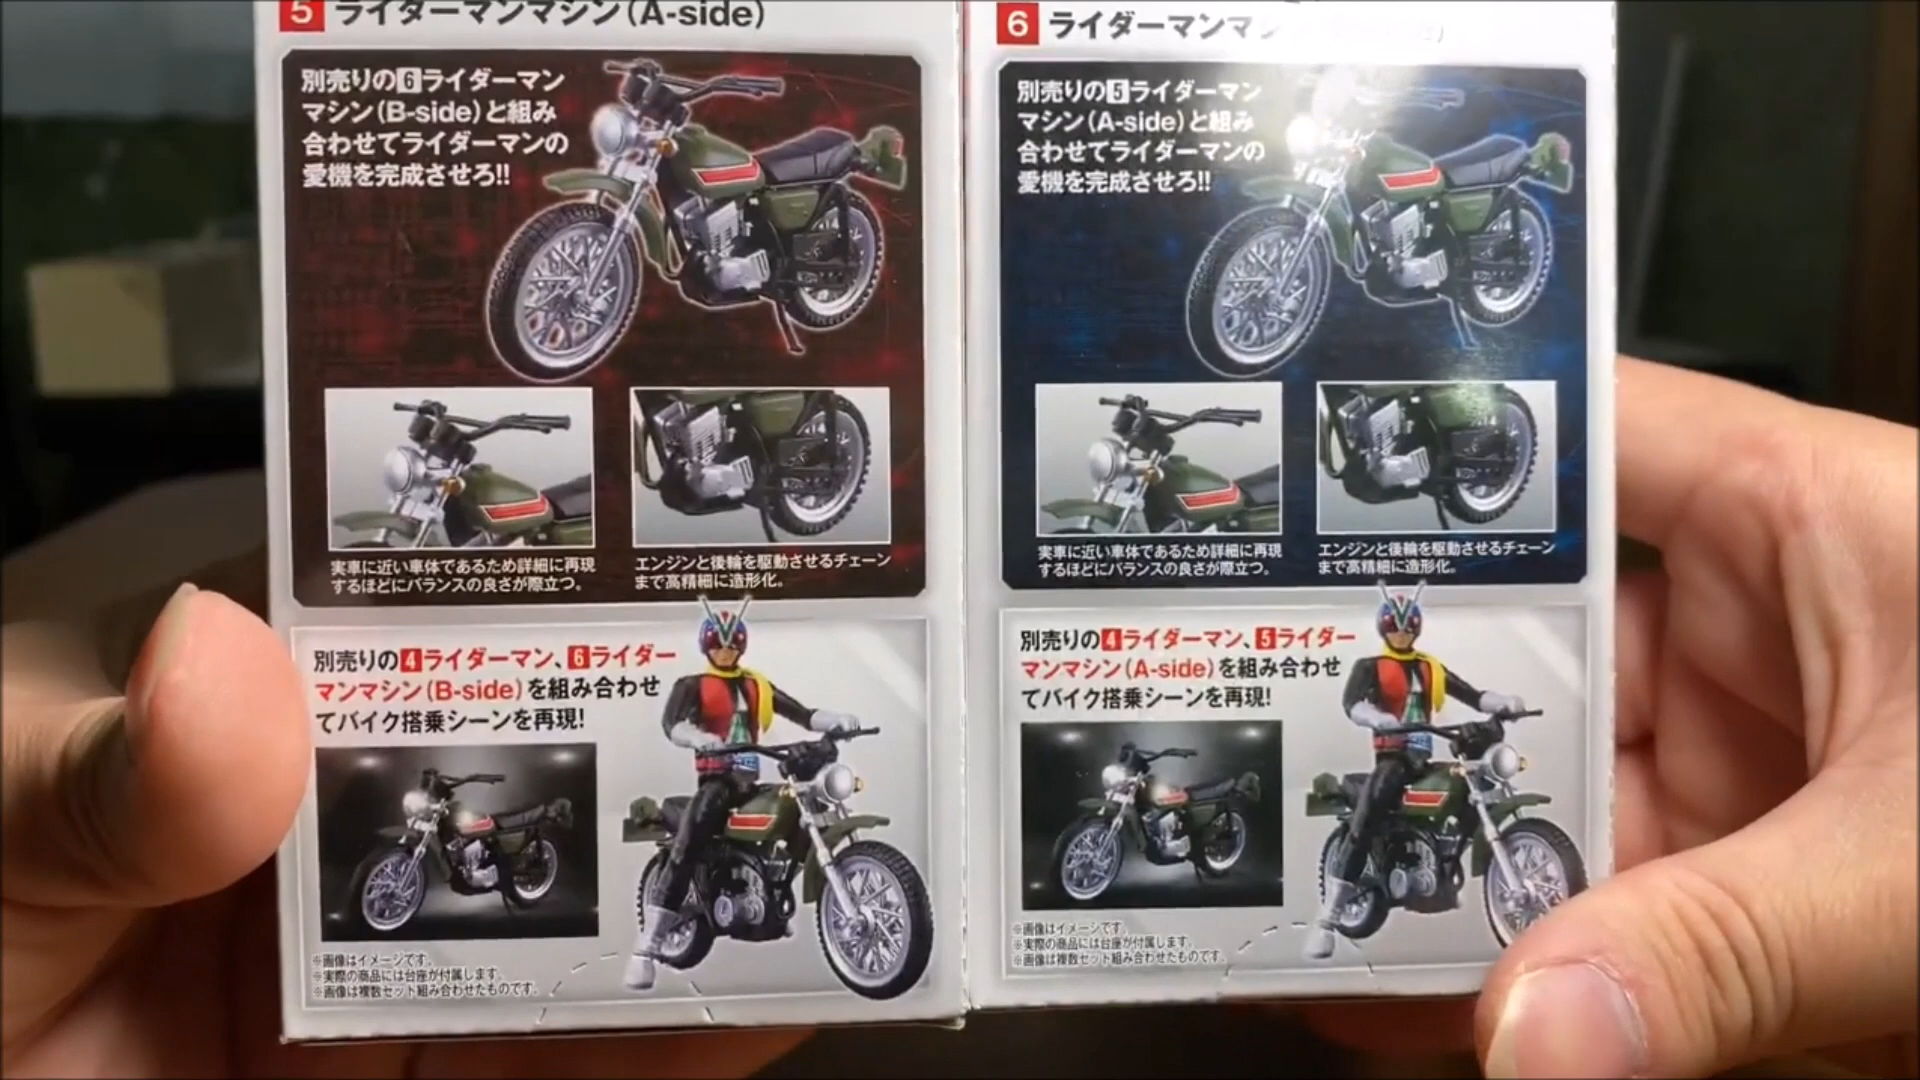 5 ライダーマンマシン(A-side)
別売りの6ライダーマン
マシン(B-side)と組み
合わせてライダーマンの
愛機を完成させろ!!
実車に近い車体であるため詳細に再現
するほどにバランスの良さが際立つ。
エンジンと後輪を駆動させるチェーン
まで高精細に造形化。
別売りの4ライダーマン、6ライダー
マンマシン(B-side)を組み合わせ
てバイク搭乗シーンを再現!
※画像はイメージです。
※実際の商品には台座が付属します。
※画像は複数セット組み合わせたものです。
6 ライダーマンマシ
別売りの5ライダーマン
マシン(A-side)と組み
合わせてライダーマンの
愛機を完成させろ!!
実車に近い車体であるため詳細に再現
するほどにバランスの良さが際立つ。
エンジンと後輪を駆動させるチェーン
まで高精細に造形化。
別売りの4ライダーマン、5ライダー
マンマシン(A-side)を組み合わせ
てバイク搭乗シーンを再現!
※画像はイメージです。
※実際の商品には台座が付属します。
※画像は複数セット組み合わせたものです。